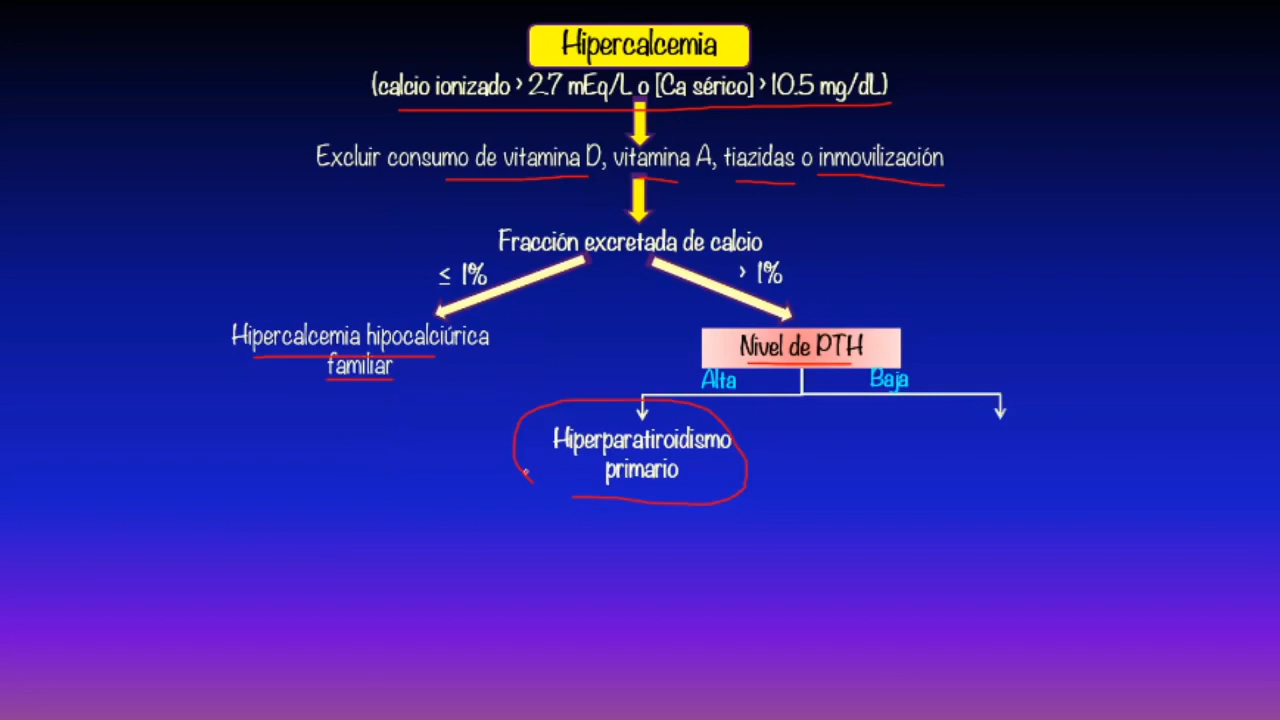 Hipercalcemia
(calcio ionizado > 2.7 mEq/L o [Ca sérico] > 10.5 mg/dL)
Excluir consumo de vitamina D, vitamina A, tiazidas o inmovilización
Fracción excretada de calcio
≤ 1%
> 1%
Hipercalcemia hipocalciúrica
familiar
Nivel de PTH
Alta
Baja
Hiperparatiroidismo
primario